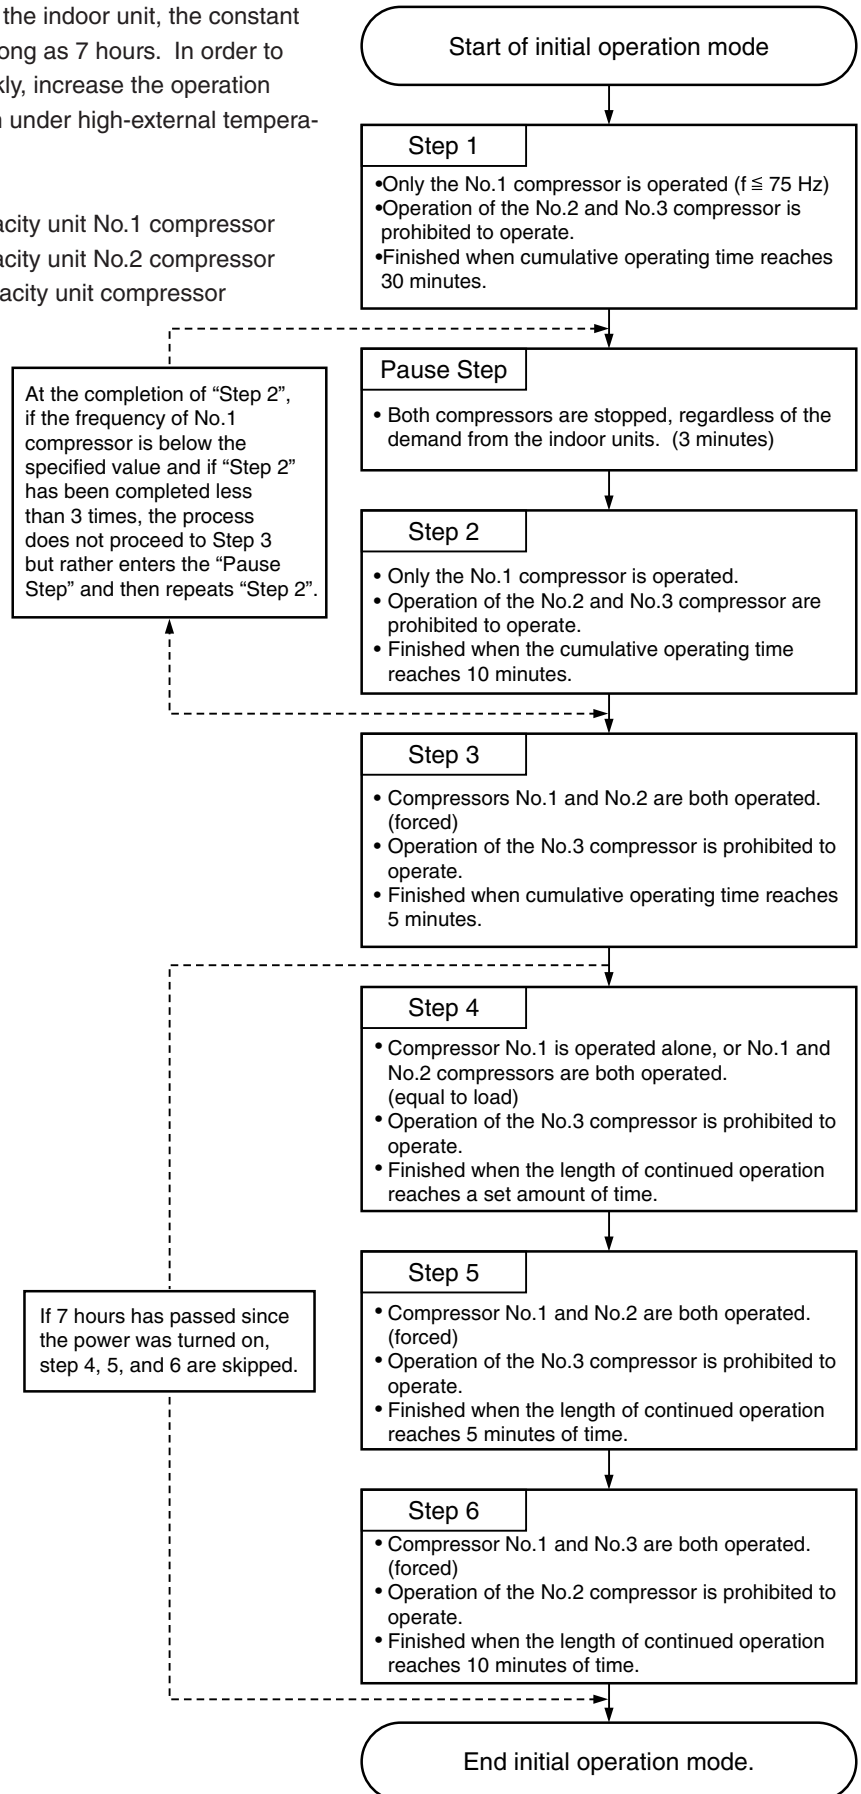 the indoor unit, the constant
ong as 7 hours. In order to
kly, increase the operation
under high-external tempera-
acity unit No.1 compressor
acity unit No.2 compressor
acity unit compressor
Start of initial operation mode
Step 1
•Only the No.1 compressor is operated (f ≦ 75 Hz)
•Operation of the No.2 and No.3 compressor is
prohibited to operate.
•Finished when cumulative operating time reaches
30 minutes.
Pause Step
• Both compressors are stopped, regardless of the
demand from the indoor units. (3 minutes)
At the completion of “Step 2”,
if the frequency of No.1
compressor is below the
specified value and if “Step 2”
has been completed less
than 3 times, the process
does not proceed to Step 3
but rather enters the “Pause
Step” and then repeats “Step 2”.
Step 2
• Only the No.1 compressor is operated.
• Operation of the No.2 and No.3 compressor are
prohibited to operate.
• Finished when the cumulative operating time
reaches 10 minutes.
Step 3
• Compressors No.1 and No.2 are both operated.
(forced)
• Operation of the No.3 compressor is prohibited to
operate.
• Finished when cumulative operating time reaches
5 minutes.
Step 4
• Compressor No.1 is operated alone, or No.1 and
No.2 compressors are both operated.
(equal to load)
• Operation of the No.3 compressor is prohibited to
operate.
• Finished when the length of continued operation
reaches a set amount of time.
If 7 hours has passed since
the power was turned on,
step 4, 5, and 6 are skipped.
Step 5
• Compressor No.1 and No.2 are both operated.
(forced)
• Operation of the No.3 compressor is prohibited to
operate.
• Finished when the length of continued operation
reaches 5 minutes of time.
Step 6
• Compressor No.1 and No.3 are both operated.
(forced)
• Operation of the No.2 compressor is prohibited to
operate.
• Finished when the length of continued operation
reaches 10 minutes of time.
End initial operation mode.